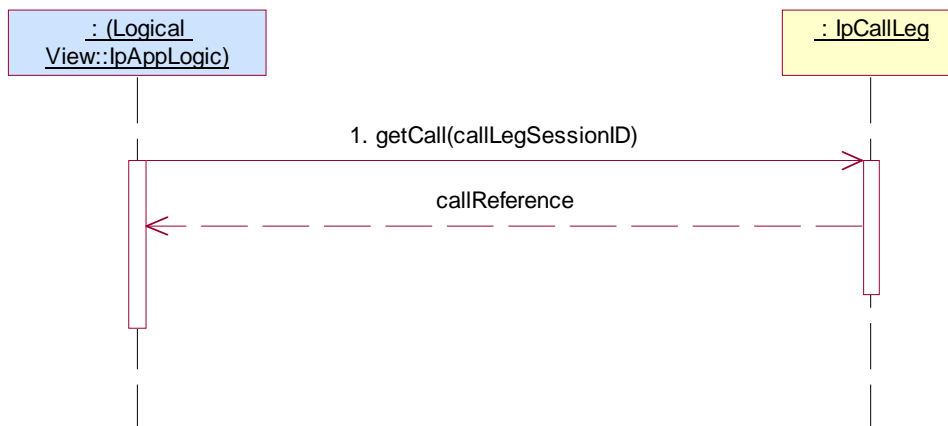 : (Logical
View::IpAppLogic)
: IpCallLeg
1. getCall(callLegSessionID)
callReference